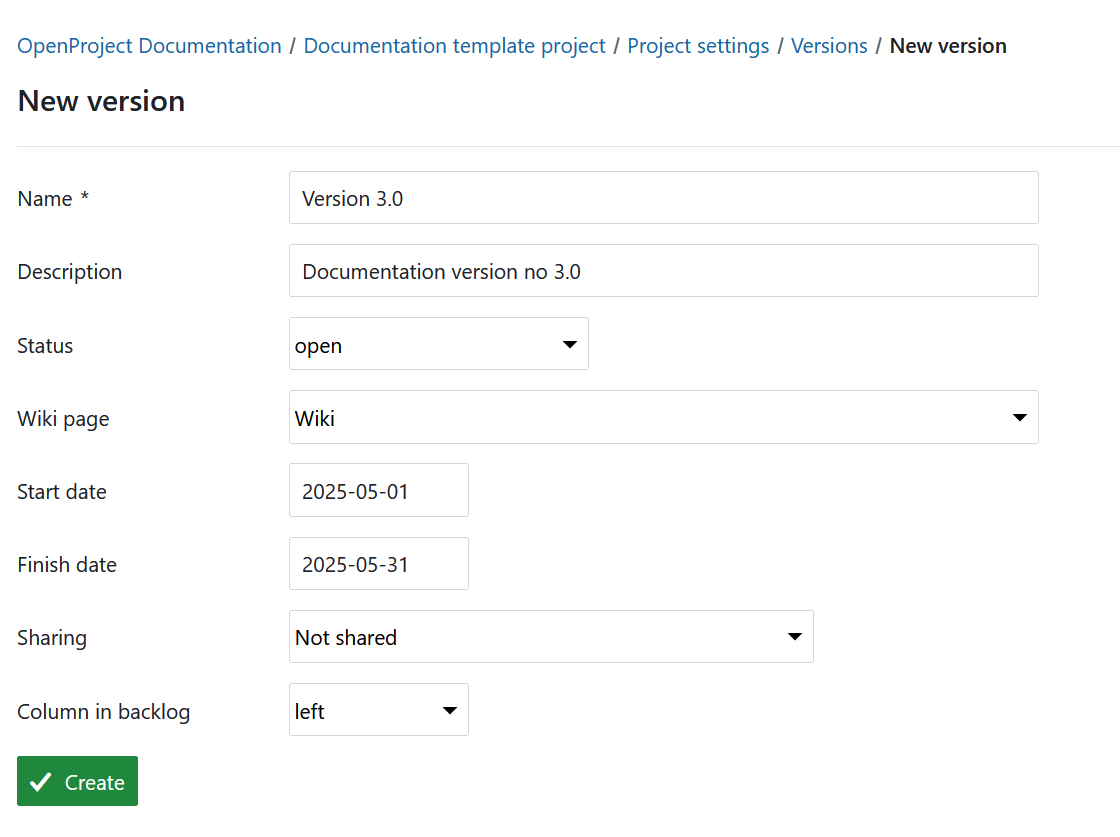 OpenProject Documentation / Documentation template project / Project settings / Versions / New version
New version
Name * Version 3.0
Description Documentation version no 3.0
Status open
Wiki page Wiki
Start date 2025-05-01
Finish date 2025-05-31
Sharing Not shared
Column in backlog left
Create